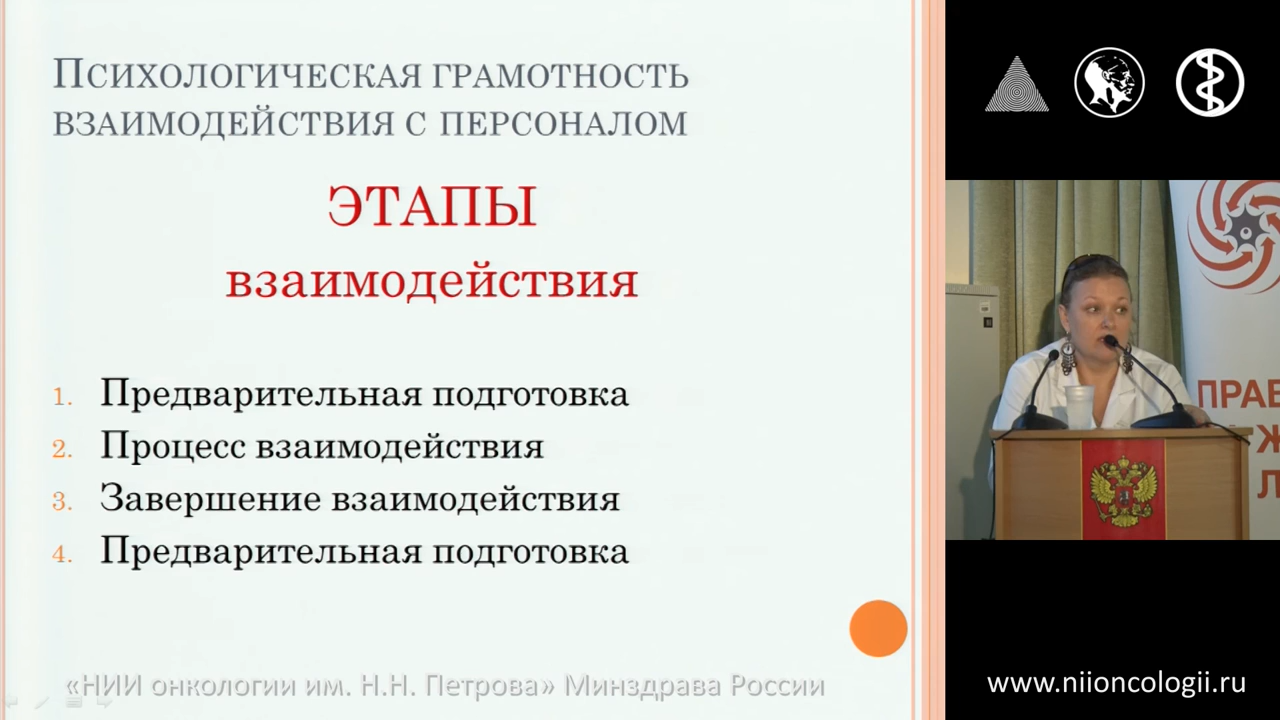 Психологическая грамотность
взаимодействия с персоналом
ЭТАПЫ
взаимодействия
1. Предварительная подготовка
2. Процесс взаимодействия
3. Завершение взаимодействия
4. Предварительная подготовка
«НИИ онкологии им. Н.Н. Петрова» Минздрава России
www.niioncologii.ru